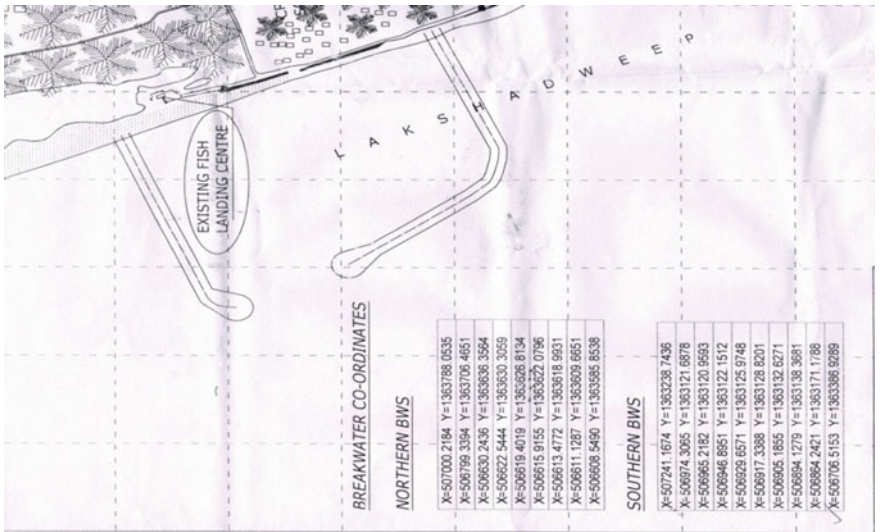 EXISTING FISH
LANDING CENTRE
L A K S H A D W E E P
BREAKWATER CO-ORDINATES
NORTHERN BWS
X=507000.2184 Y=1363788.0535
X=506799.3394 Y=1363706.4651
X=506630.2436 Y=1363636.3564
X=506622.5444 Y=1363630.3059
X=506619.4019 Y=1363626.8134
X=506615.9155 Y=1363622.0796
X=506613.4772 Y=1363618.9931
X=506611.1287 Y=1363609.6651
X=506608.5490 Y=1363585.8538
SOUTHERN BWS
X=507241.1674 Y=1363238.7436
X=506974.3065 Y=1363121.6878
X=506965.2182 Y=1363120.9593
X=506946.8951 Y=1363122.1512
X=506929.6571 Y=1363125.9748
X=506917.3388 Y=1363128.8201
X=506905.1855 Y=1363132.6271
X=506894.1279 Y=1363138.3681
X=506864.2421 Y=1363171.1788
X=506706.5153 Y=1363386.9289